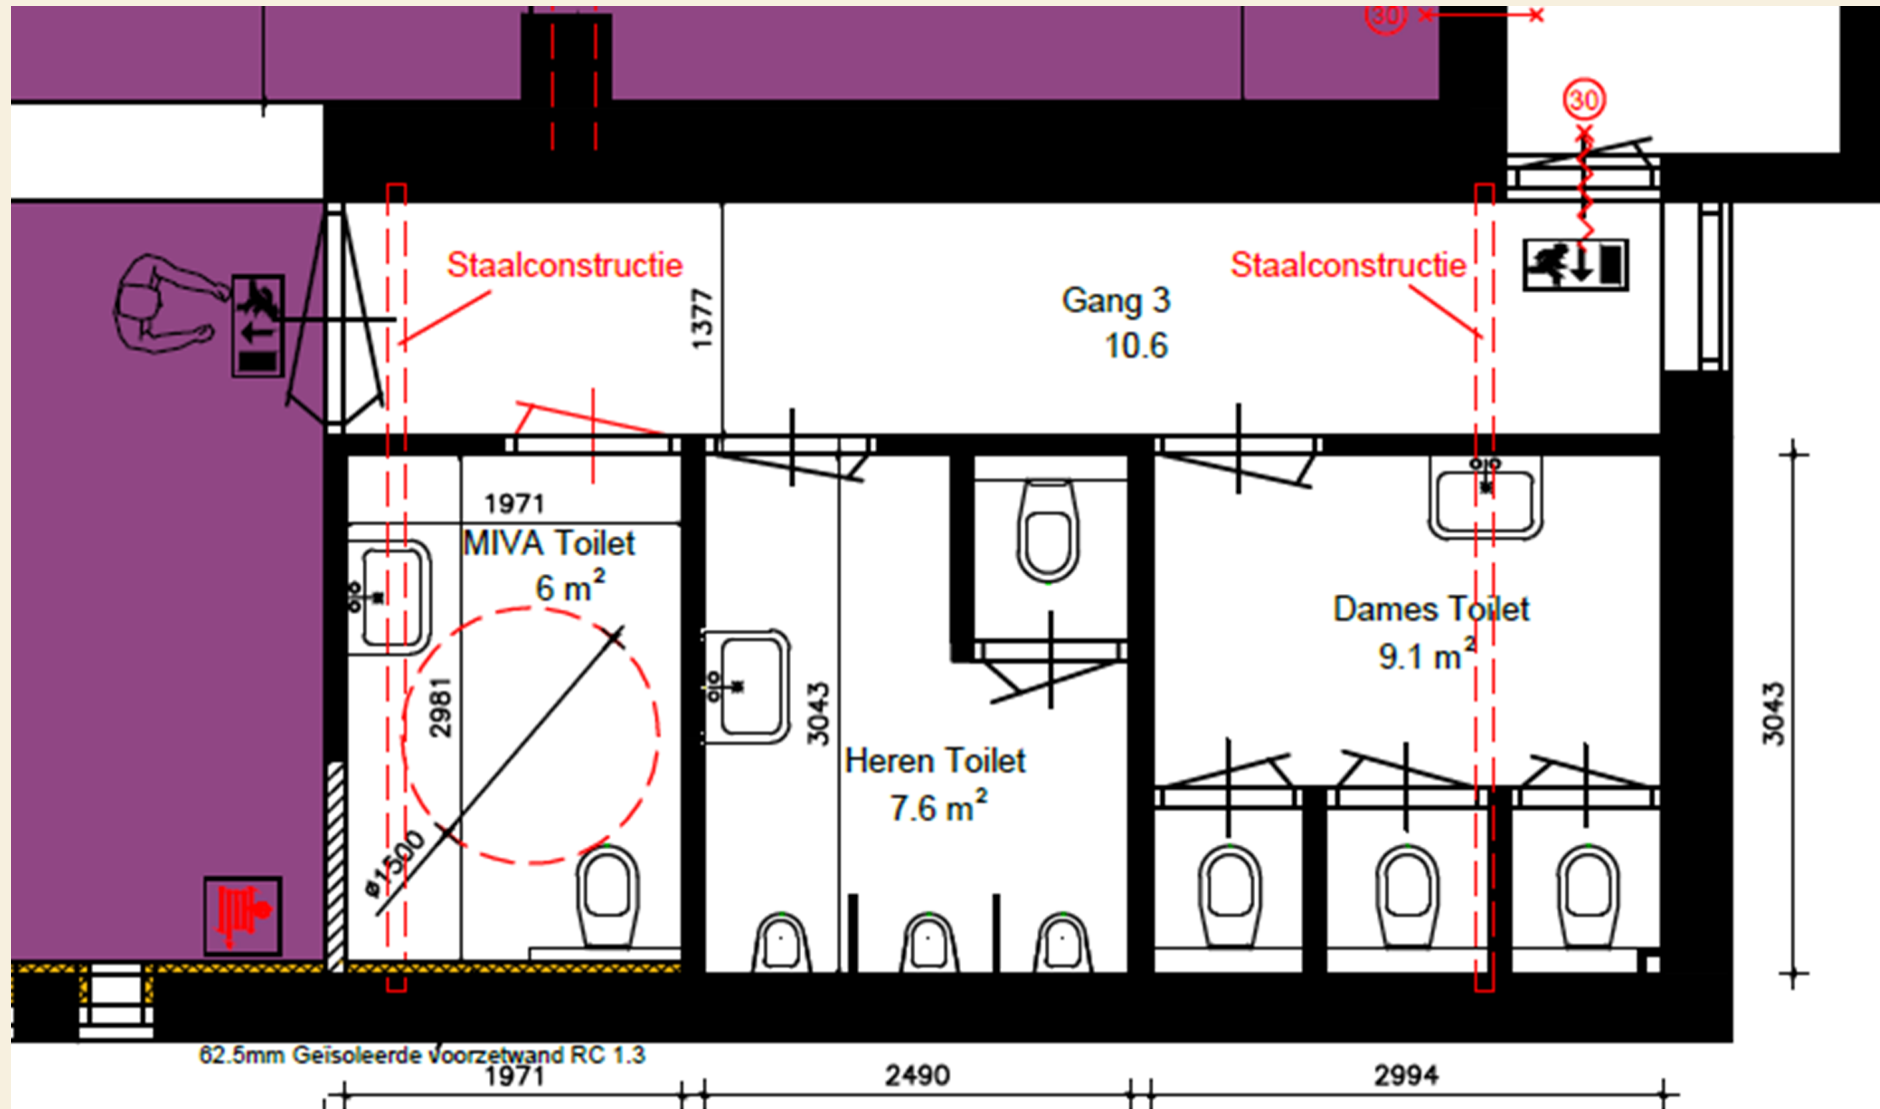 30
30
Staalconstructie
Staalconstructie
1377
Gang 3
10.6
1971
MIVA Toilet
6 m²
Dames Toilet
9.1 m²
2981
3043
3043
Heren Toilet
7.6 m²
ø1500
62.5mm Geïsoleerde voorzetwand RC 1.3
1971
2490
2994